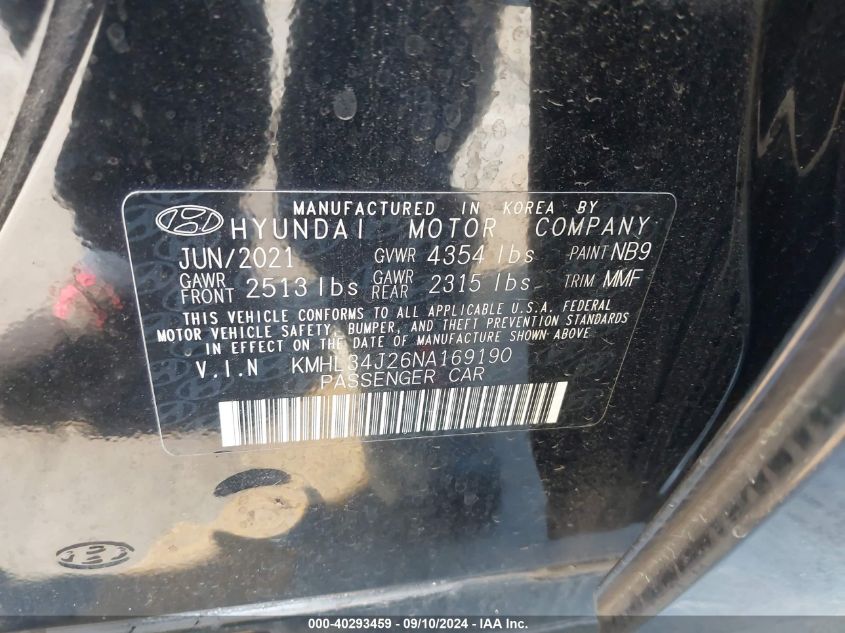 MANUFACTURED IN KOREA BY
HYUNDAI MOTOR COMPANY
JUN/2021 GVWR 4354 lbs PAINT NB9
GAWR FRONT 2513 lbs GAWR REAR 2315 lbs TRIM MMF
THIS VEHICLE CONFORMS TO ALL APPLICABLE U.S.A. FEDERAL
MOTOR VEHICLE SAFETY, BUMPER, AND THEFT PREVENTION STANDARDS
IN EFFECT ON THE DATE OF MANUFACTURE SHOWN ABOVE
V.I.N KMHL34J26NA169190
PASSENGER CAR
000-40293459 - 09/10/2024 - IAA Inc.